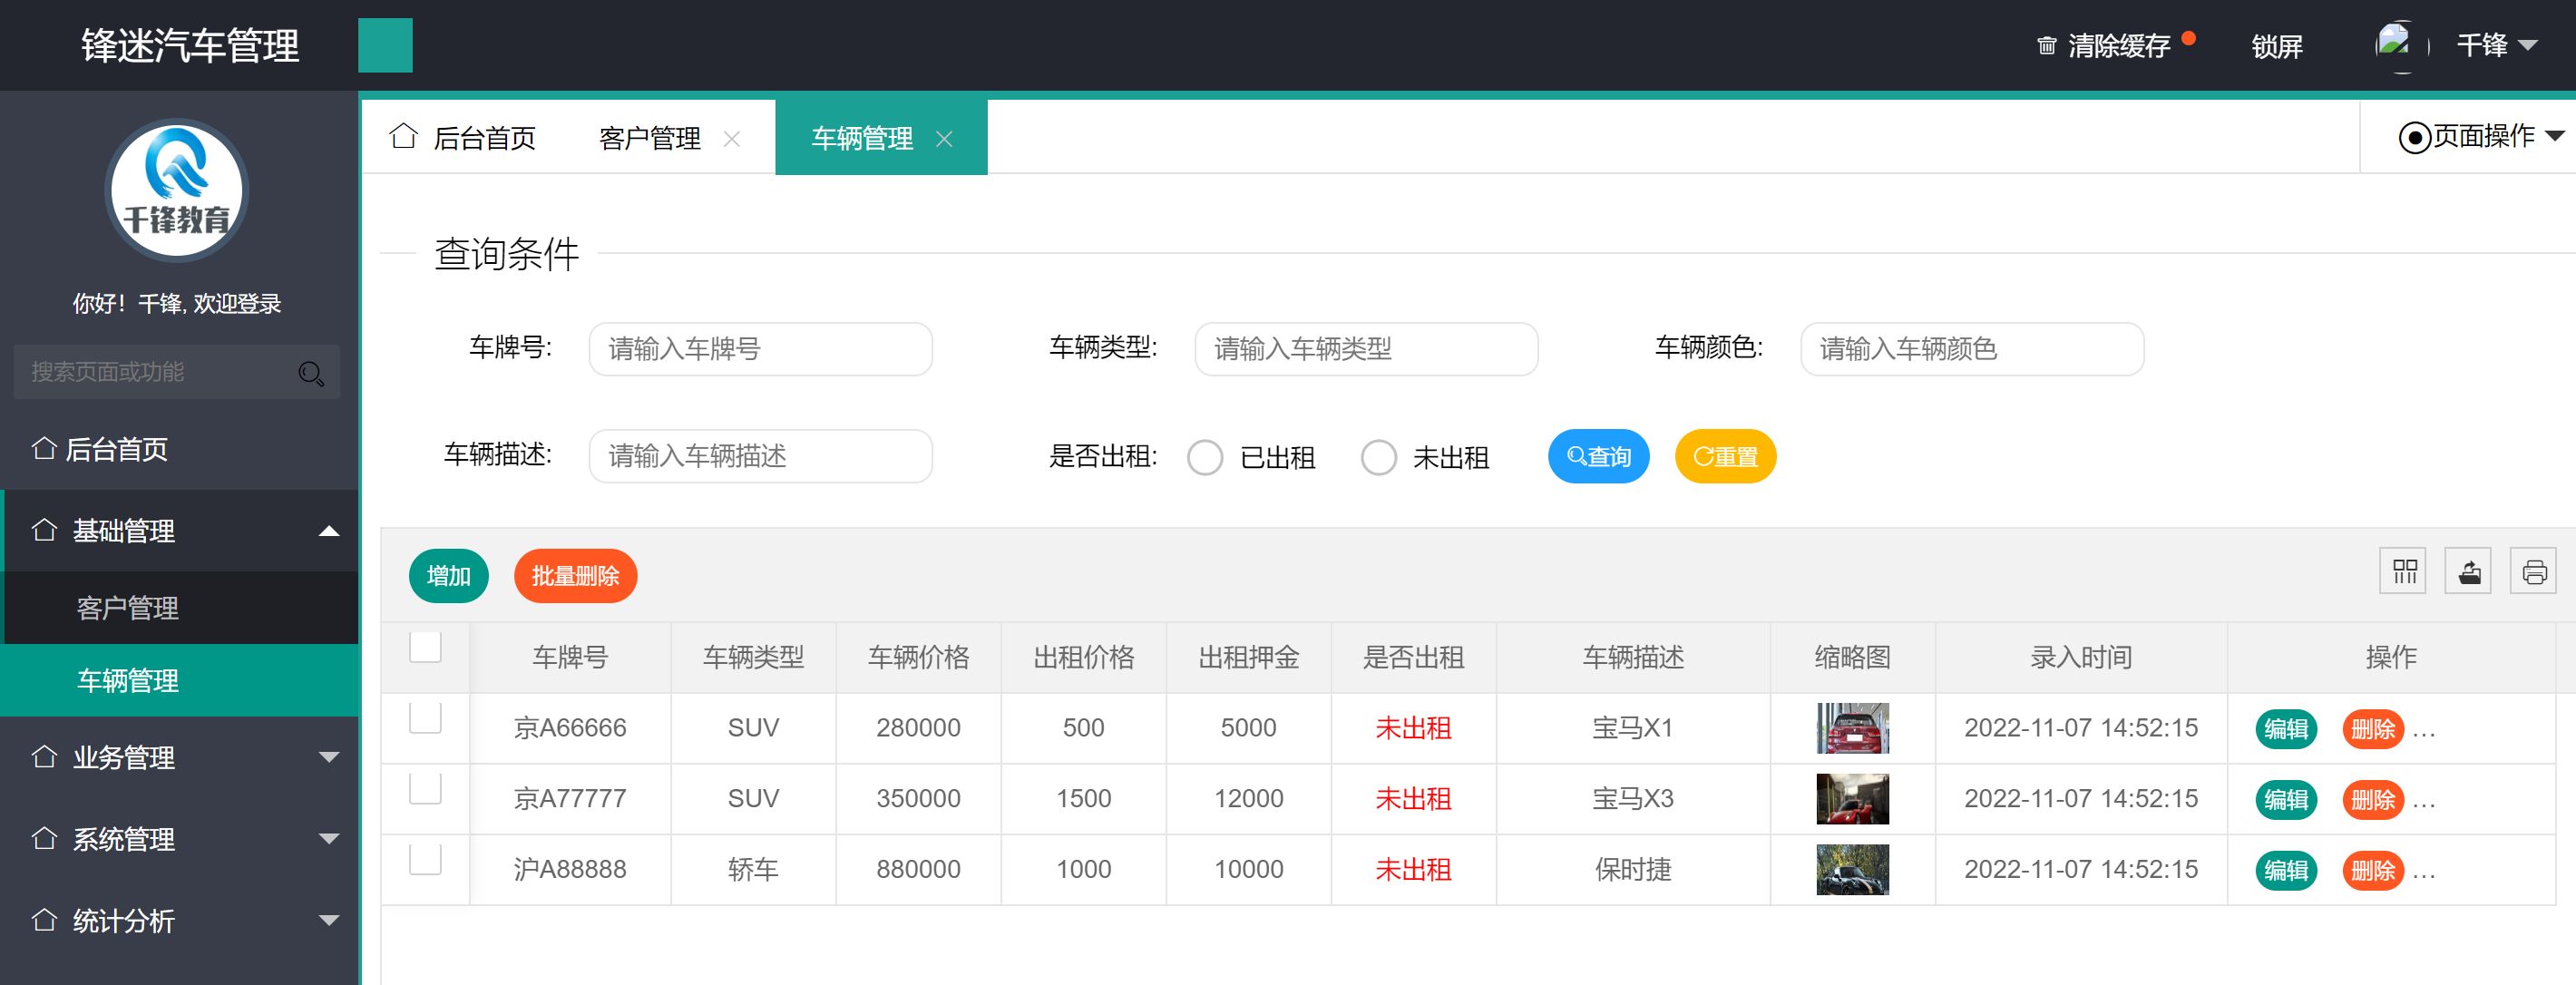 锋迷汽车管理
清除缓存 锁屏 千锋
千锋教育
你好！千锋, 欢迎登录
搜索页面或功能
后台首页
基础管理
客户管理
车辆管理
业务管理
系统管理
统计分析
后台首页 客户管理 车辆管理 页面操作
查询条件
车牌号: 请输入车牌号 车辆类型: 请输入车辆类型 车辆颜色: 请输入车辆颜色
车辆描述: 请输入车辆描述 是否出租: 已出租 未出租 查询 重置
增加 批量删除
车牌号 车辆类型 车辆价格 出租价格 出租押金 是否出租 车辆描述 缩略图 录入时间 操作
京A66666 SUV 280000 500 5000 未出租 宝马X1 2022-11-07 14:52:15 编辑 删除 ...
京A77777 SUV 350000 1500 12000 未出租 宝马X3 2022-11-07 14:52:15 编辑 删除 ...
沪A88888 轿车 880000 1000 10000 未出租 保时捷 2022-11-07 14:52:15 编辑 删除 ...